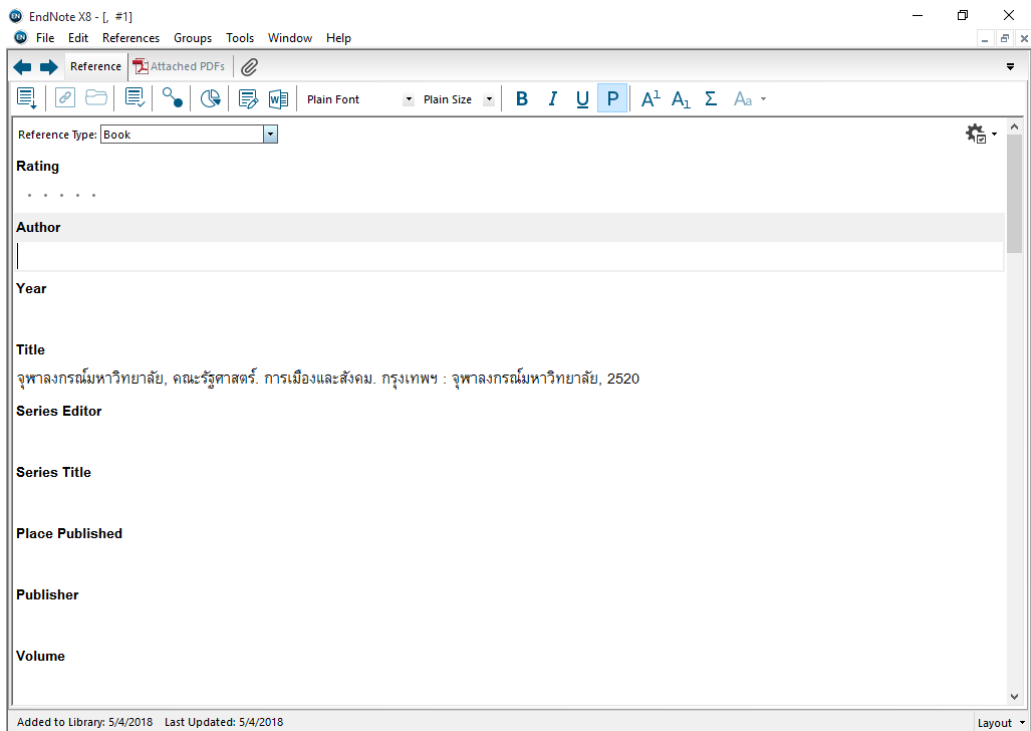 EndNote X8 - [, #1]
File Edit References Groups Tools Window Help
Reference Attached PDFs
Plain Font Plain Size B I U P A1 A1 Σ Aa
Reference Type: Book
Rating
Author
Year
Title
จุฬาลงกรณ์มหาวิทยาลัย, คณะรัฐศาสตร์. การเมืองและสังคม. กรุงเทพฯ : จุฬาลงกรณ์มหาวิทยาลัย, 2520
Series Editor
Series Title
Place Published
Publisher
Volume
Added to Library: 5/4/2018 Last Updated: 5/4/2018 Layout